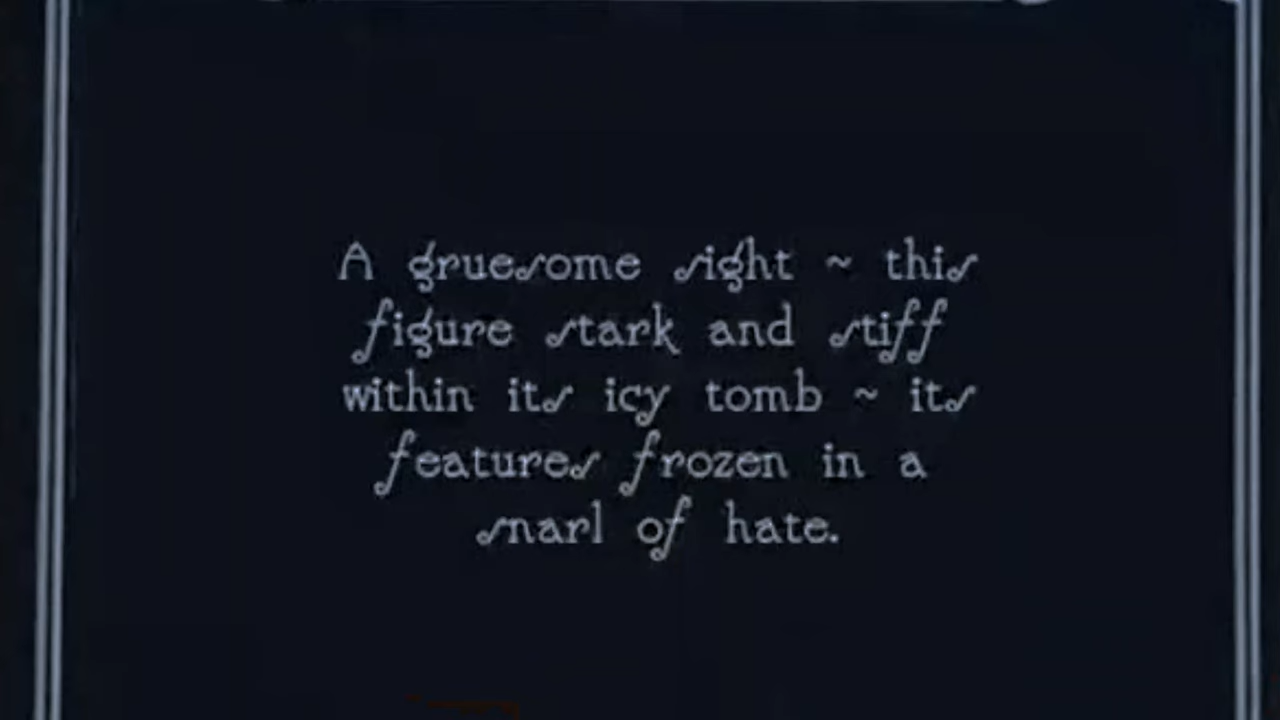 A gruesome sight ~ this
figure stark and stiff
within its icy tomb ~ its
features frozen in a
snarl of hate.